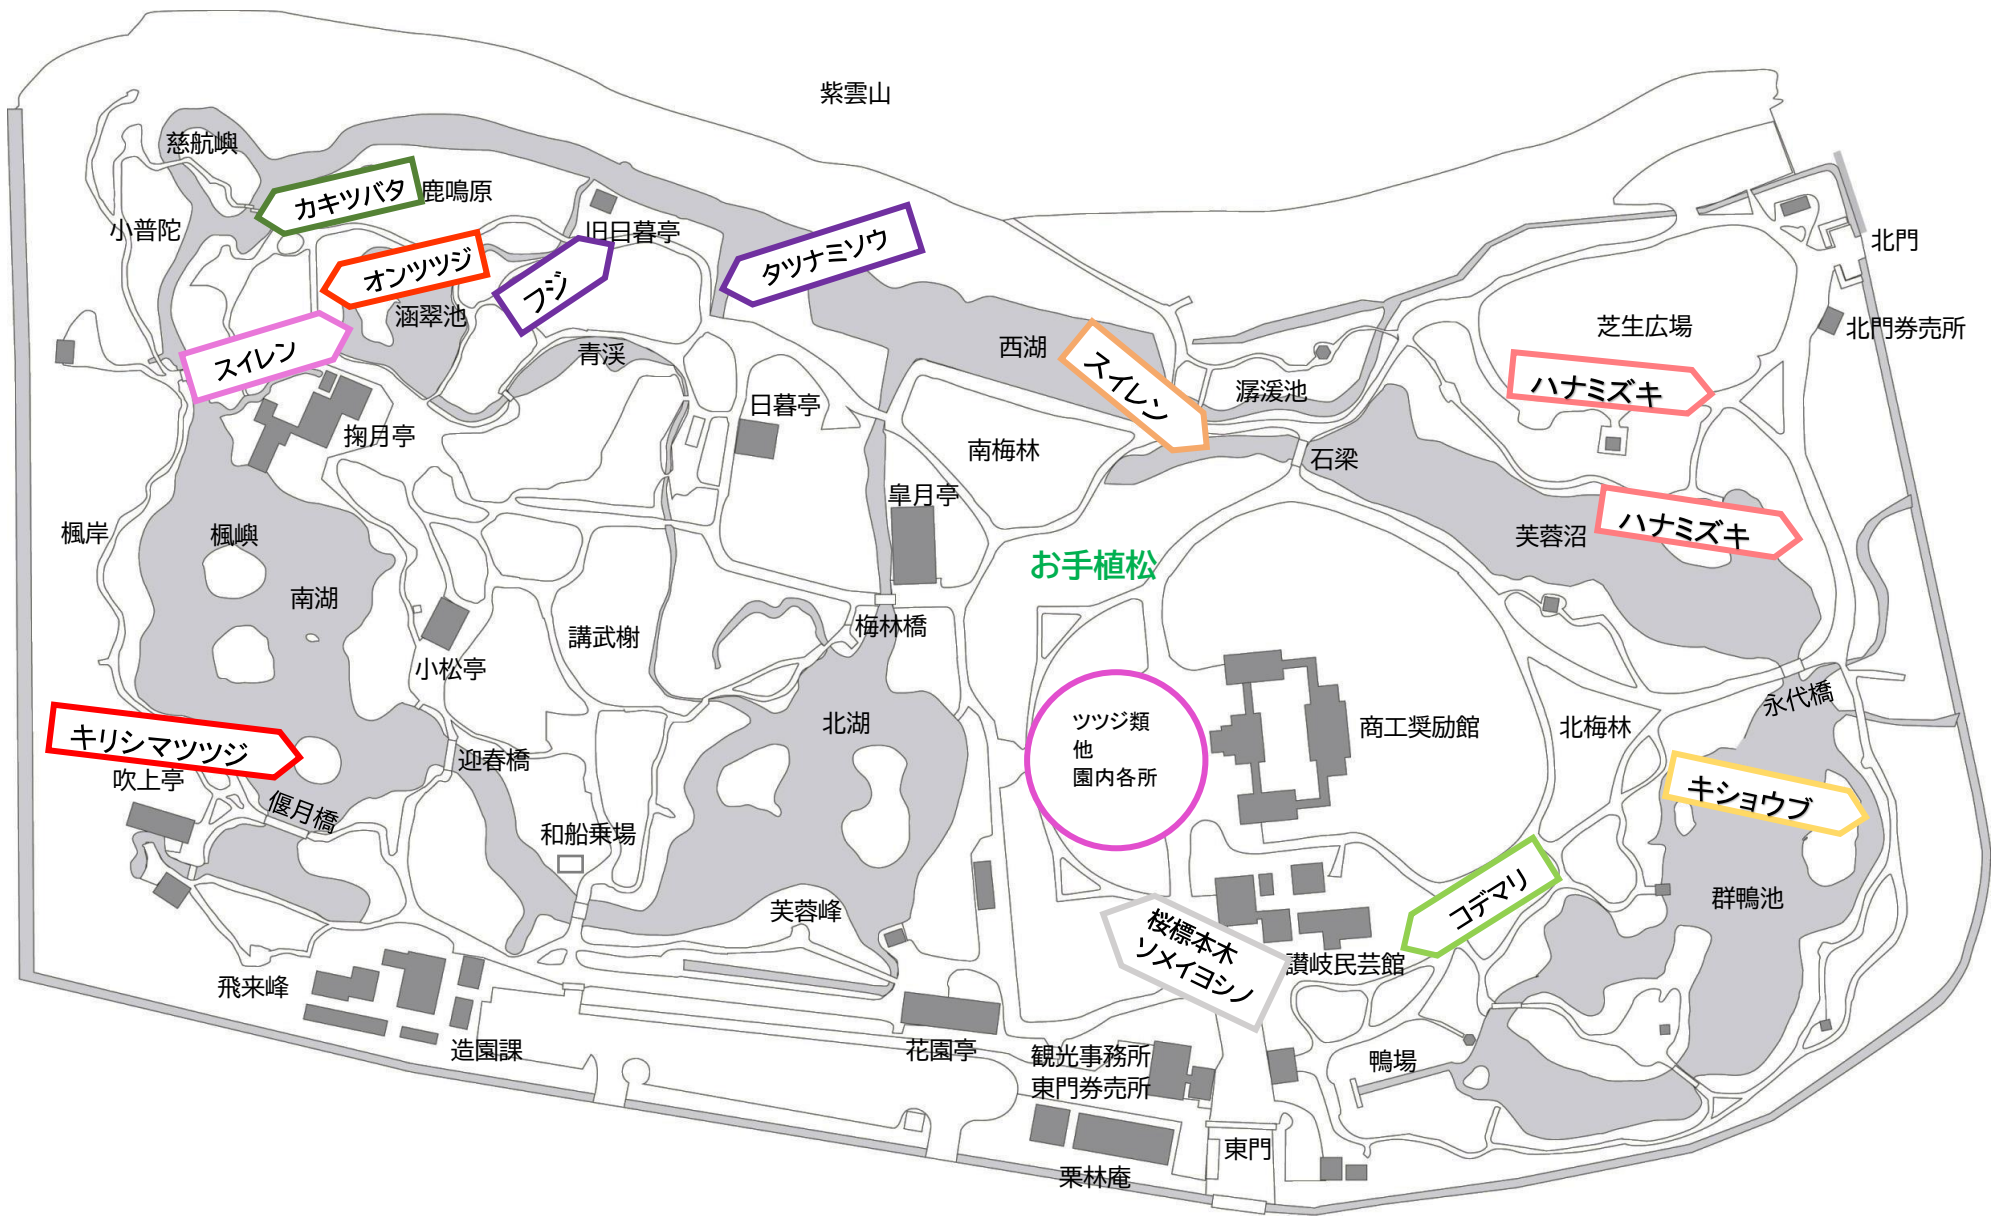 紫雲山
慈航嶼
カキツバタ
鹿鳴原
小普陀
旧日暮亭
タツナミソウ
北門
オンツツジ
フジ
涵翠池
スイレン
青渓
西湖
スイレン
潺湲池
芝生広場
北門券売所
ハナミズキ
掬月亭
日暮亭
南梅林
石梁
皐月亭
楓岸
楓嶼
お手植松
芙蓉沼
ハナミズキ
南湖
講武榭
梅林橋
小松亭
永代橋
キリシマツツジ
吹上亭
迎春橋
北湖
ツツジ類
他
園内各所
商工奨励館
北梅林
キショウブ
偃月橋
和船乗場
コデマリ
群鴨池
芙蓉峰
桜標本木
ソメイヨシノ
讃岐民芸館
飛来峰
造園課
花園亭
観光事務所
東門券売所
鴨場
東門
栗林庵